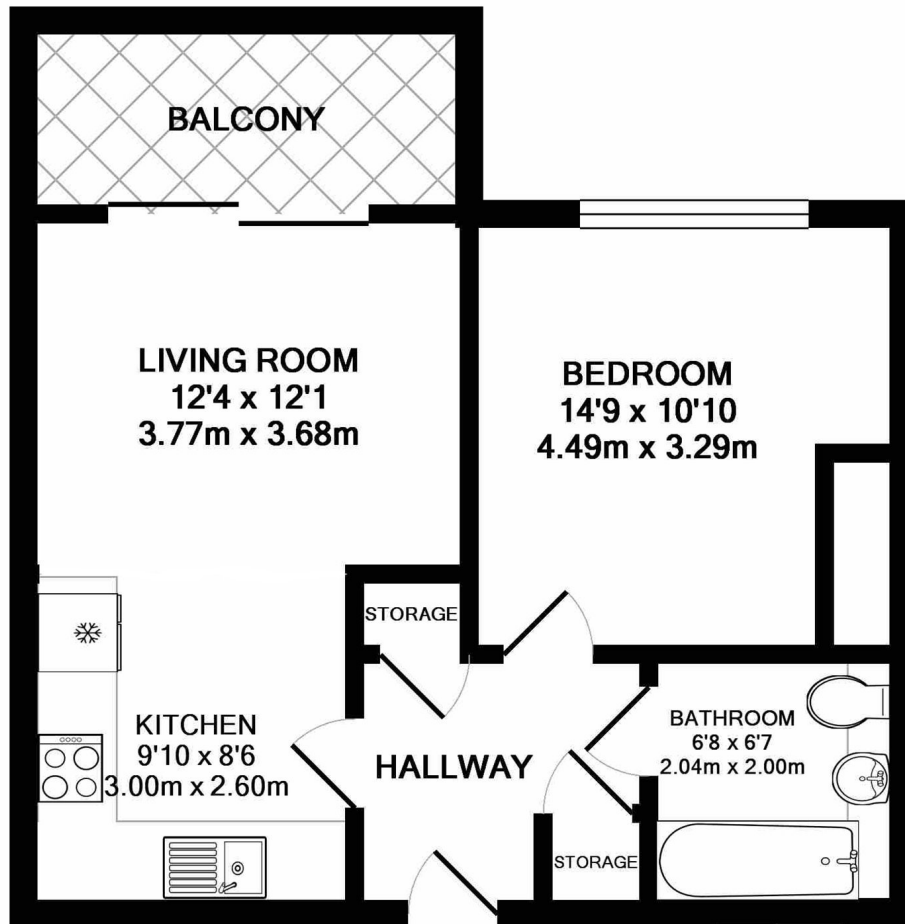 BALCONY
LIVING ROOM
12'4 x 12'1
3.77m x 3.68m
BEDROOM
14'9 x 10'10
4.49m x 3.29m
STORAGE
KITCHEN
9'10 x 8'6
3.00m x 2.60m
HALLWAY
BATHROOM
6'8 x 6'7
2.04m x 2.00m
STORAGE